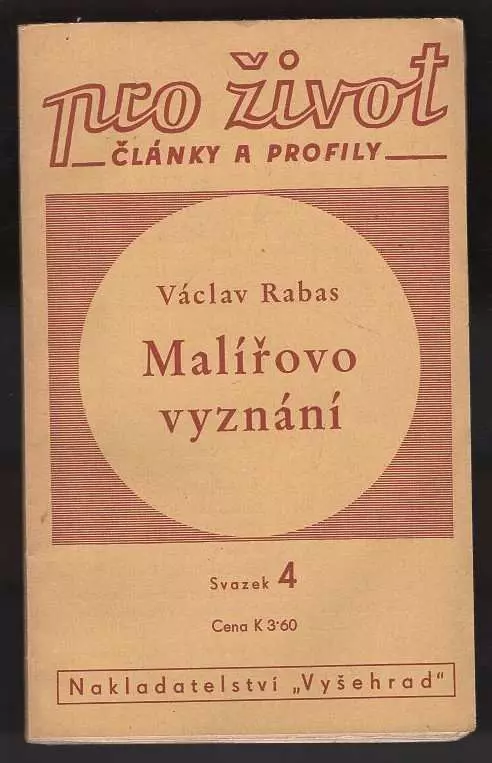 pro život
ČLÁNKY A PROFILY
Václav Rabas
Malířovo
vyznání
Svazek 4
Cena K 3·60
Nakladatelství „Vyšehrad“